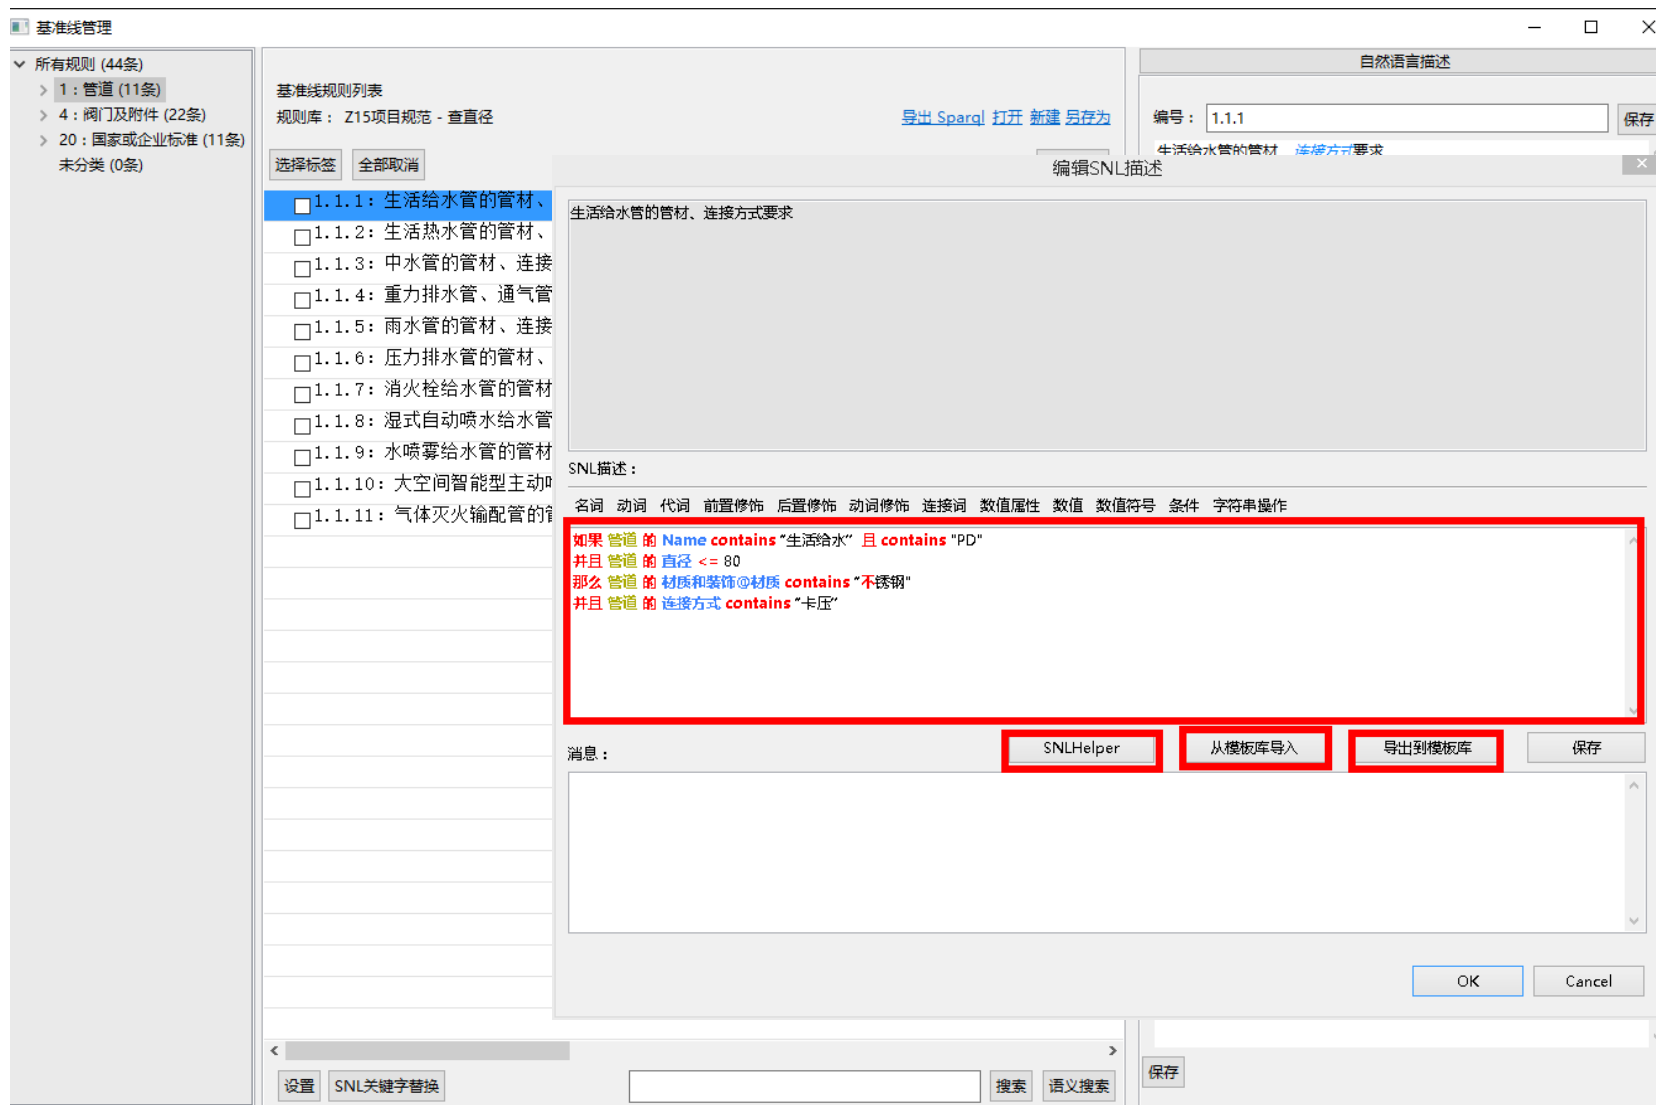 基准线管理
所有规则 (44条)
1：管道 (11条)
4：阀门及附件 (22条)
20：国家或企业标准 (11条)
未分类 (0条)
基准线规则列表
规则库： Z15项目规范 - 查直径
导出 Sparql 打开 新建 另存为
选择标签 全部取消
1.1.1: 生活给水管的管材、
1.1.2: 生活热水管的管材、
1.1.3: 中水管的管材、连接
1.1.4: 重力排水管、通气管
1.1.5: 雨水管的管材、连接
1.1.6: 压力排水管的管材、
1.1.7: 消火栓给水管的管材
1.1.8: 湿式自动喷水给水管
1.1.9: 水喷雾给水管的管材
1.1.10: 大空间智能型主动
1.1.11: 气体灭火输配管的
设置 SNL关键字替换
搜索 语义搜索
自然语言描述
编号： 1.1.1 保存
生活给水管的管材 连接方式要求
编辑SNL描述
生活给水管的管材、连接方式要求
SNL描述：
名词 动词 代词 前置修饰 后置修饰 动词修饰 连接词 数值属性 数值 数值符号 条件 字符串操作
如果 管道 的 Name contains "生活给水" 且 contains "PD"
并且 管道 的 直径 <= 80
那么 管道 的 材质和装饰@材质 contains "不锈钢"
并且 管道 的 连接方式 contains "卡压"
消息：
SNLHelper 从模板库导入 导出到模板库 保存
OK Cancel
保存